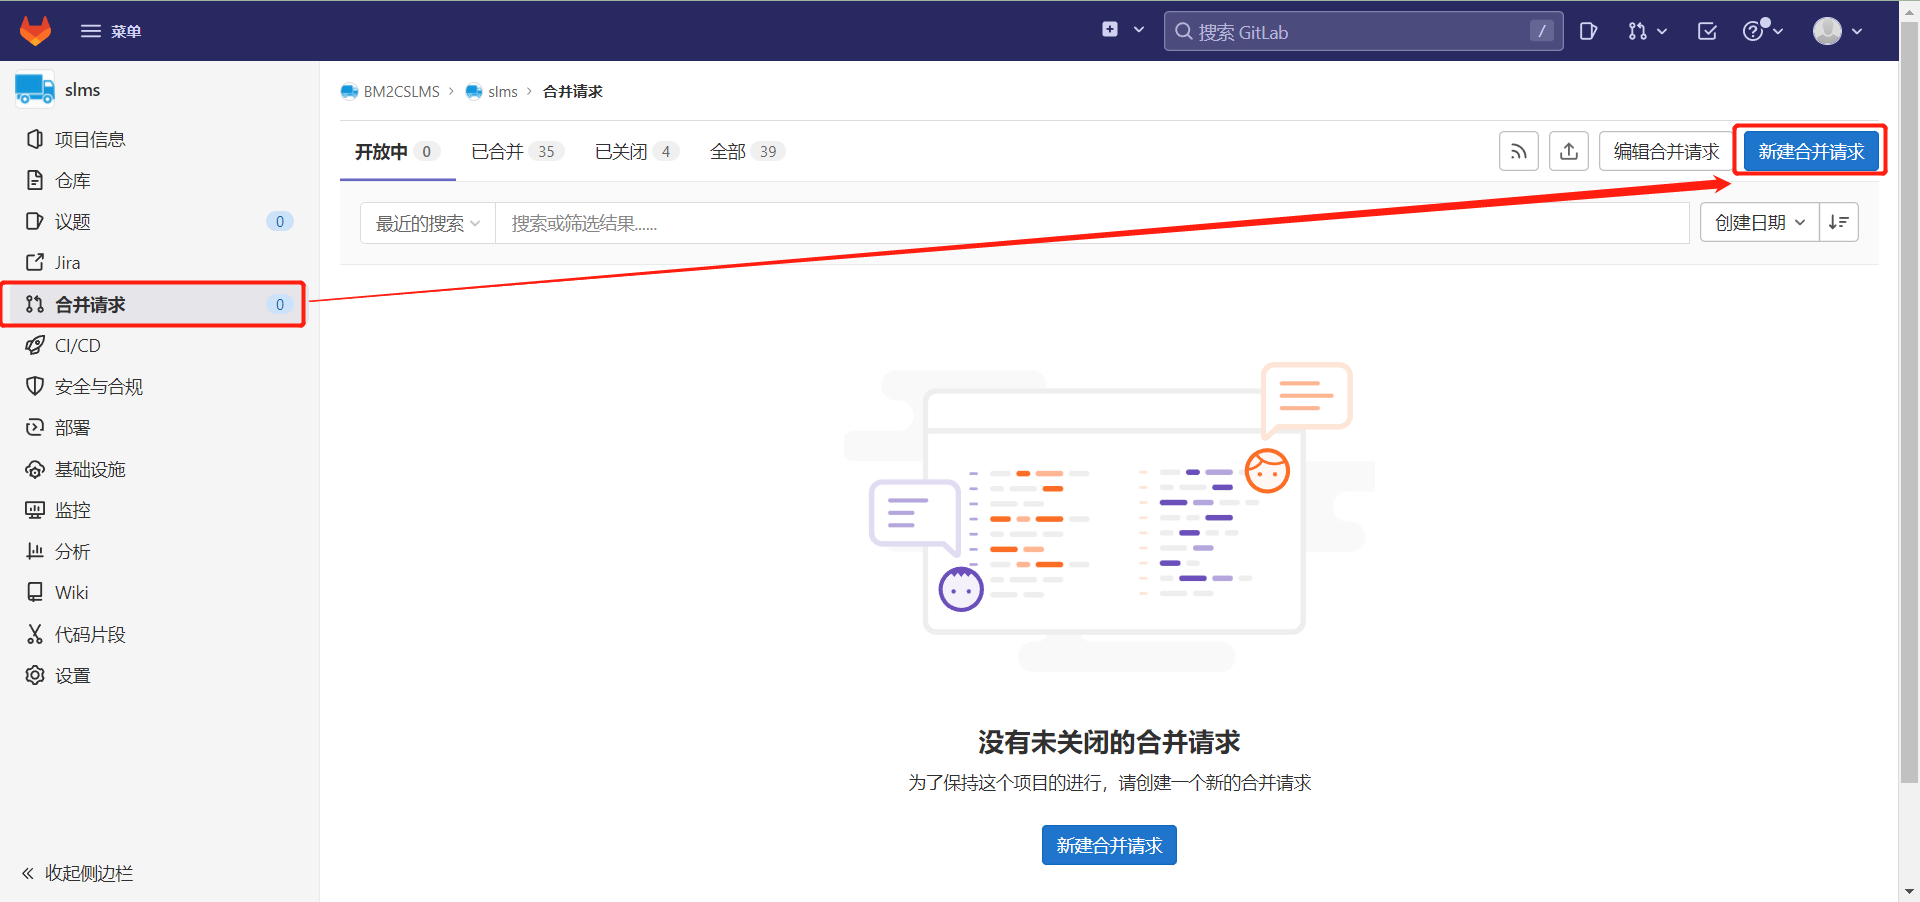 菜单
搜索 GitLab
/
slms
项目信息
仓库
议题 0
Jira
合并请求 0
CI/CD
安全与合规
部署
基础设施
监控
分析
Wiki
代码片段
设置
收起侧边栏
BM2CSLMS › slms › 合并请求
开放中 0 已合并 35 已关闭 4 全部 39
编辑合并请求
新建合并请求
最近的搜索
搜索或筛选结果......
创建日期
没有未关闭的合并请求
为了保持这个项目的进行，请创建一个新的合并请求
新建合并请求